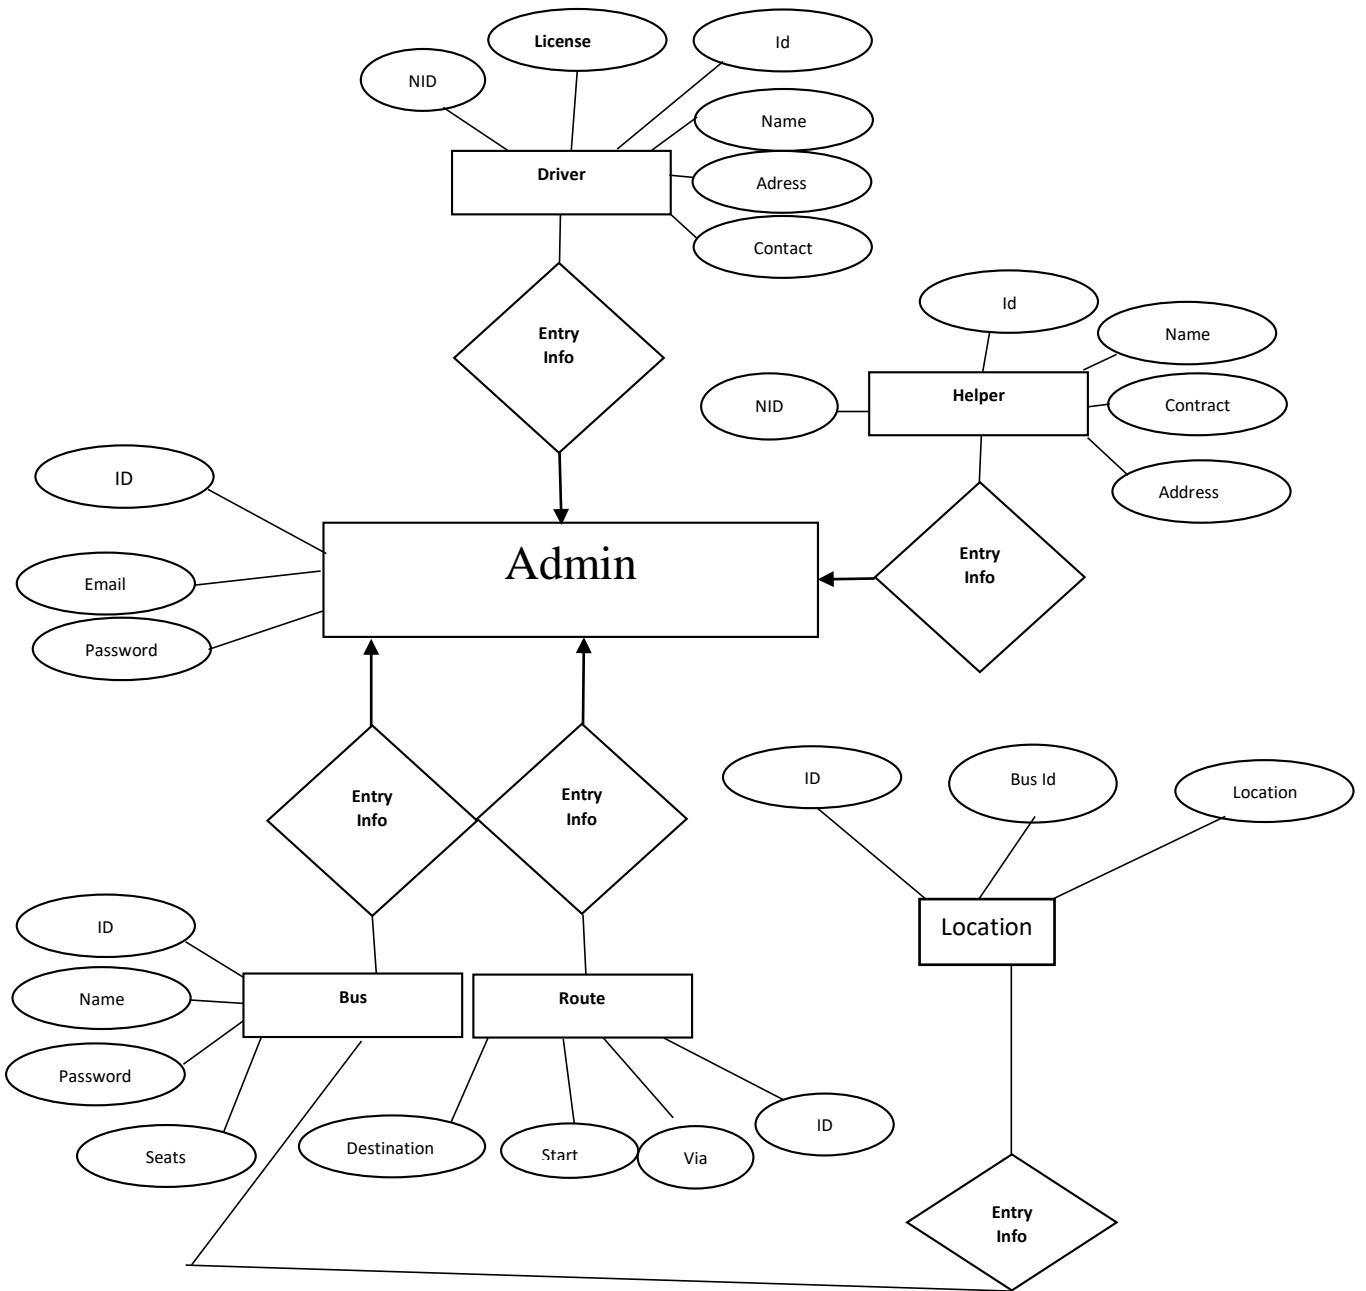 License
Id
NID
Name
Driver
Adress
Contact
Id
Entry
Info
Name
Helper
NID
Contract
ID
Address
Admin
Entry
Info
Email
Password
ID
Bus Id
Location
Entry
Info
Entry
Info
ID
Location
Name
Bus
Route
Password
ID
Seats
Destination
Start
Via
Entry
Info